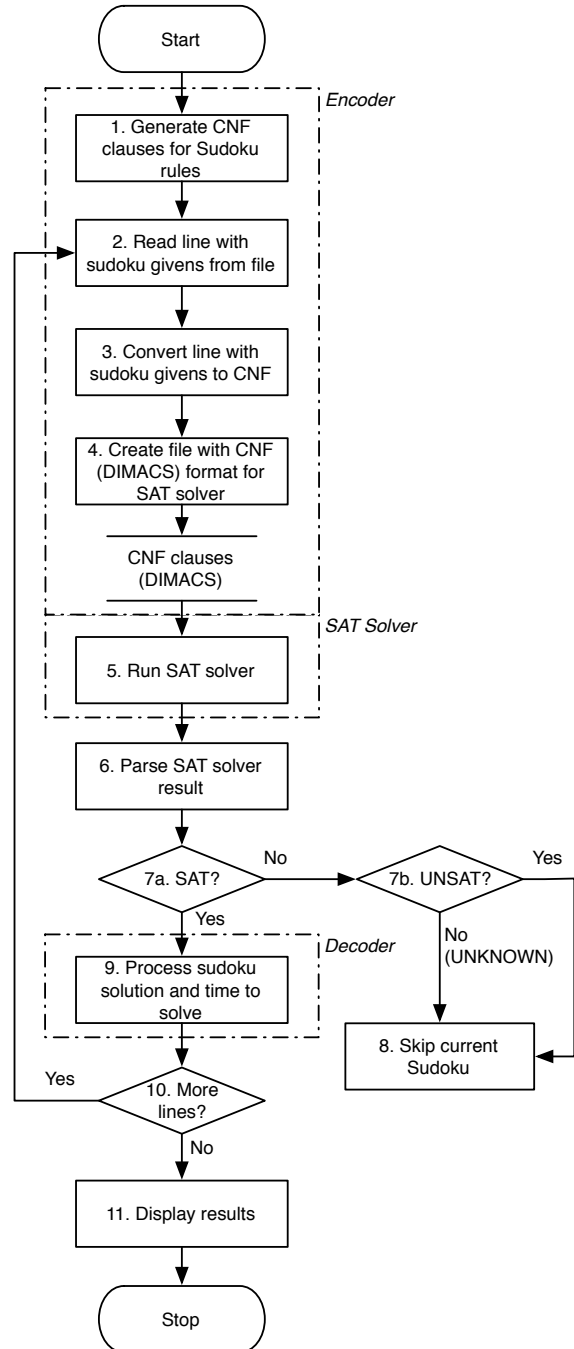 Start
Encoder
1. Generate CNF
clauses for Sudoku
rules
2. Read line with
sudoku givens from file
3. Convert line with
sudoku givens to CNF
4. Create file with CNF
(DIMACS) format for
SAT solver
CNF clauses
(DIMACS)
SAT Solver
5. Run SAT solver
6. Parse SAT solver
result
7a. SAT?
No
7b. UNSAT?
Yes
Yes
No
(UNKNOWN)
Decoder
9. Process sudoku
solution and time to
solve
8. Skip current
Sudoku
Yes
10. More
lines?
No
11. Display results
Stop